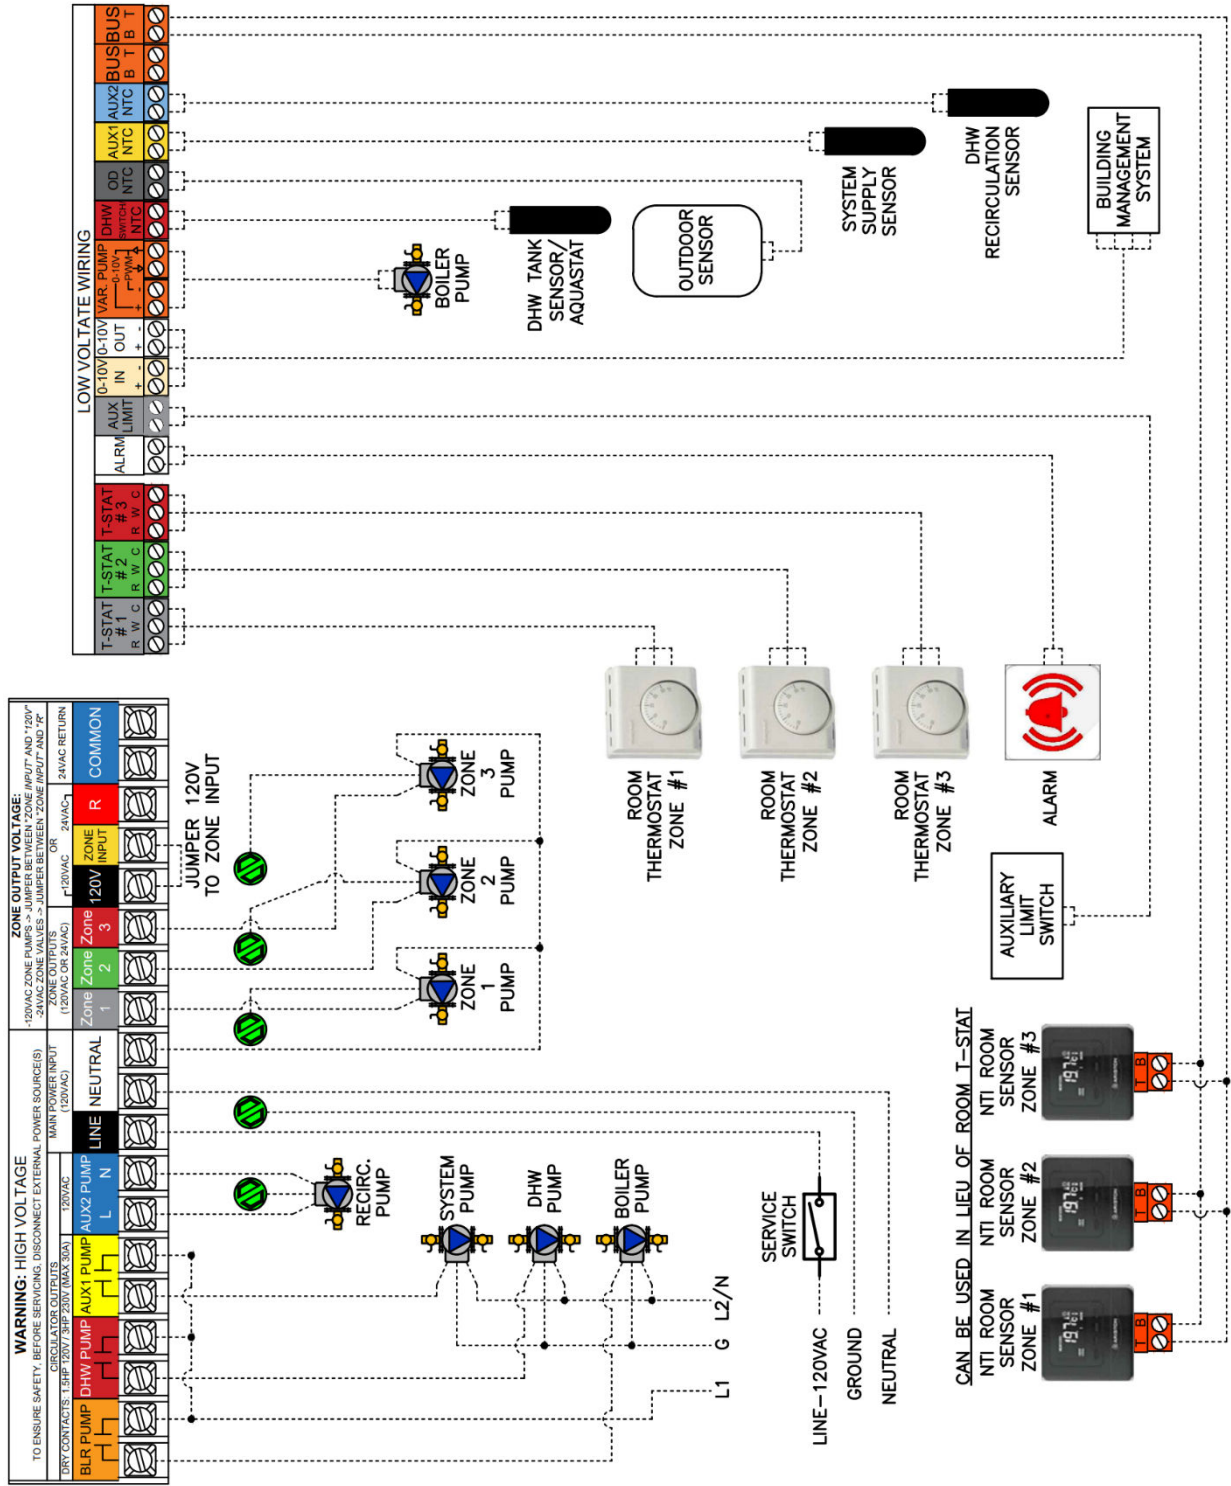 WARNING: HIGH VOLTAGE
TO ENSURE SAFETY, BEFORE SERVICING, DISCONNECT EXTERNAL POWER SOURCE(S)
CIRCULATOR OUTPUTS
DRY CONTACTS: 1.5HP 120V / 3HP 230V (MAX 30A)
120VAC
MAIN POWER INPUT
(120VAC)
ZONE OUTPUT VOLTAGE:
-120VAC ZONE PUMPS -> JUMPER BETWEEN "ZONE INPUT" AND "120V"
-24VAC ZONE VALVES -> JUMPER BETWEEN "ZONE INPUT" AND "R"
ZONE OUTPUTS
(120VAC OR 24VAC)
120VAC
OR
24VAC
24VAC RETURN
BLR PUMP
DHW PUMP
AUX1 PUMP
AUX2 PUMP
L
N
LINE
NEUTRAL
Zone
1
Zone
2
Zone
3
120V
ZONE
INPUT
R
COMMON
JUMPER 120V
TO ZONE INPUT
LOW VOLTATE WIRING
T-STAT
# 1
R W C
T-STAT
# 2
R W C
T-STAT
# 3
R W C
ALRM
AUX
LIMIT
0-10V
IN
+ -
0-10V
OUT
+ -
VAR. PUMP
0-10V
PWM
+ -
DHW
SWITCH/
NTC
OD
NTC
AUX1
NTC
AUX2
NTC
BUS
B T
BUS
B T
RECIRC.
PUMP
SYSTEM
PUMP
DHW
PUMP
BOILER
PUMP
L1
G
L2/N
ZONE
1
PUMP
ZONE
2
PUMP
ZONE
3
PUMP
BOILER
PUMP
DHW TANK
SENSOR/
AQUASTAT
OUTDOOR
SENSOR
SYSTEM
SUPPLY
SENSOR
DHW
RECIRCULATION
SENSOR
BUILDING
MANAGEMENT
SYSTEM
ROOM
THERMOSTAT
ZONE #1
ROOM
THERMOSTAT
ZONE #2
ROOM
THERMOSTAT
ZONE #3
ALARM
AUXILIARY
LIMIT
SWITCH
SERVICE
SWITCH
LINE-120VAC
GROUND
NEUTRAL
CAN BE USED IN LIEU OF ROOM T-STAT
NTI ROOM
SENSOR
ZONE #1
NTI ROOM
SENSOR
ZONE #2
NTI ROOM
SENSOR
ZONE #3
19.7
ARISTON
T B
19.7
ARISTON
T B
19.7
ARISTON
T B